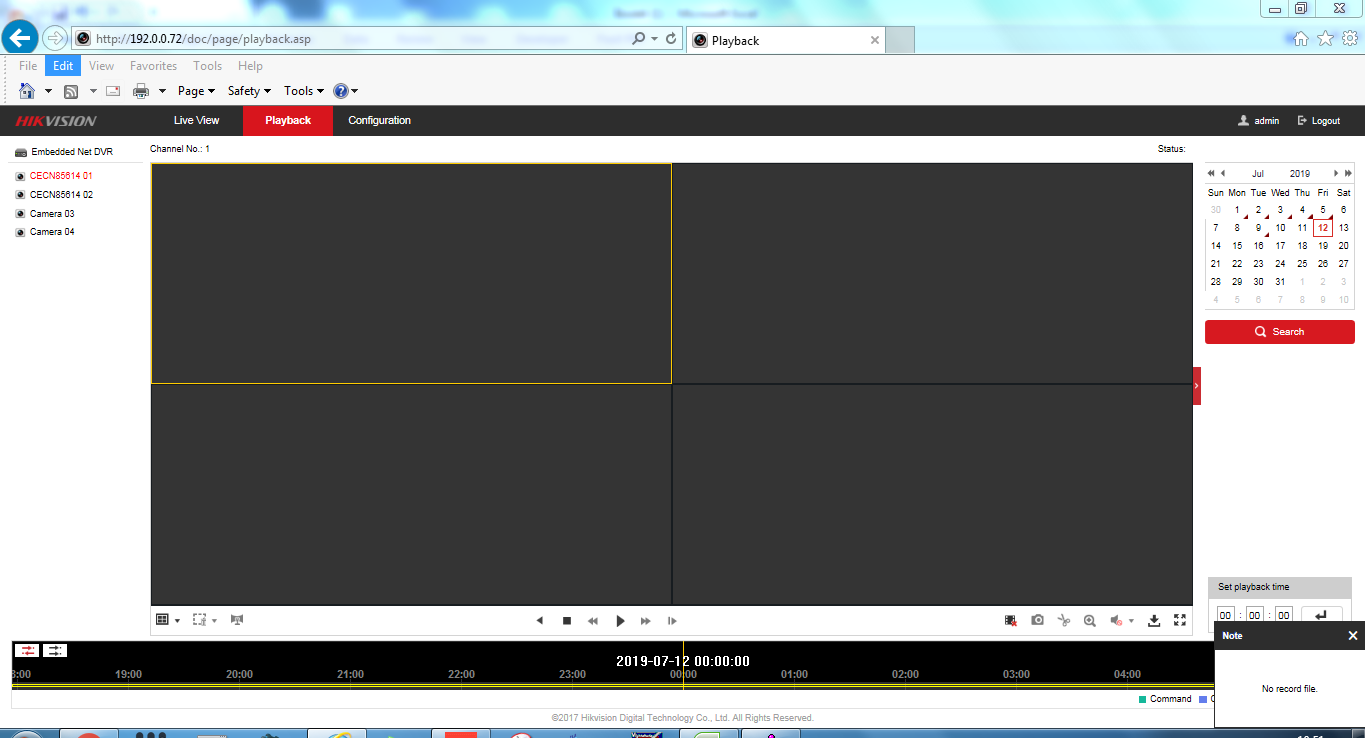 http://192.0.0.72/doc/page/playback.asp
Playback
File Edit View Favorites Tools Help
Page Safety Tools
HIKVISION Live View Playback Configuration admin Logout
Embedded Net DVR
Channel No.: 1
Status:
CECN85614 01
CECN85614 02
Camera 03
Camera 04
Jul 2019
Sun Mon Tue Wed Thu Fri Sat
30 1 2 3 4 5 6
7 8 9 10 11 12 13
14 15 16 17 18 19 20
21 22 23 24 25 26 27
28 29 30 31 1 2 3
4 5 6 7 8 9 10
Search
Set playback time
00 : 00 : 00
Note
No record file.
2019-07-12 00:00:00
8:00 19:00 20:00 21:00 22:00 23:00 00:00 01:00 02:00 03:00 04:00
Command
©2017 Hikvision Digital Technology Co., Ltd. All Rights Reserved.